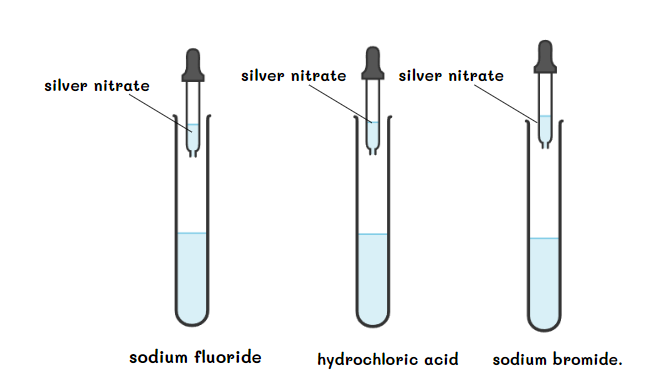 silver nitrate
silver nitrate
silver nitrate
sodium fluoride
hydrochloric acid
sodium bromide.